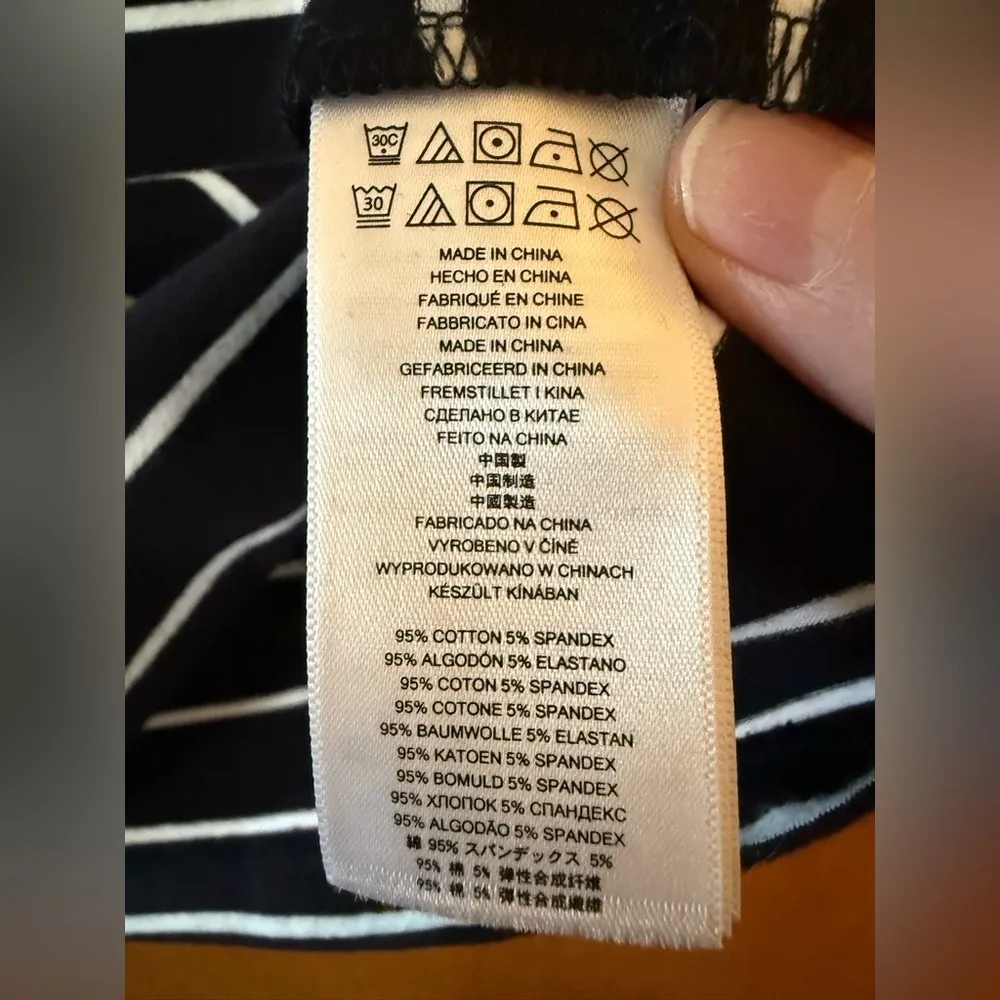 30C
30
MADE IN CHINA
HECHO EN CHINA
FABRIQUÉ EN CHINE
FABBRICATO IN CINA
MADE IN CHINA
GEFABRICEERD IN CHINA
FREMSTILLET I KINA
СДЕЛАНО В КИТАЕ
FEITO NA CHINA
中国製
中国制造
中國製造
FABRICADO NA CHINA
VYROBENO V ČÍNĚ
WYPRODUKOWANO W CHINACH
KÉSZÜLT KÍNÁBAN
95% COTTON 5% SPANDEX
95% ALGODÓN 5% ELASTANO
95% COTON 5% SPANDEX
95% COTONE 5% SPANDEX
95% BAUMWOLLE 5% ELASTAN
95% KATOEN 5% SPANDEX
95% BOMULD 5% SPANDEX
95% ХЛОПОК 5% СПАНДЕКС
95% ALGODÃO 5% SPANDEX
綿 95% スパンデックス 5%
95% 棉 5% 弹性合成纤维
95% 棉 5% 彈性合成纖維